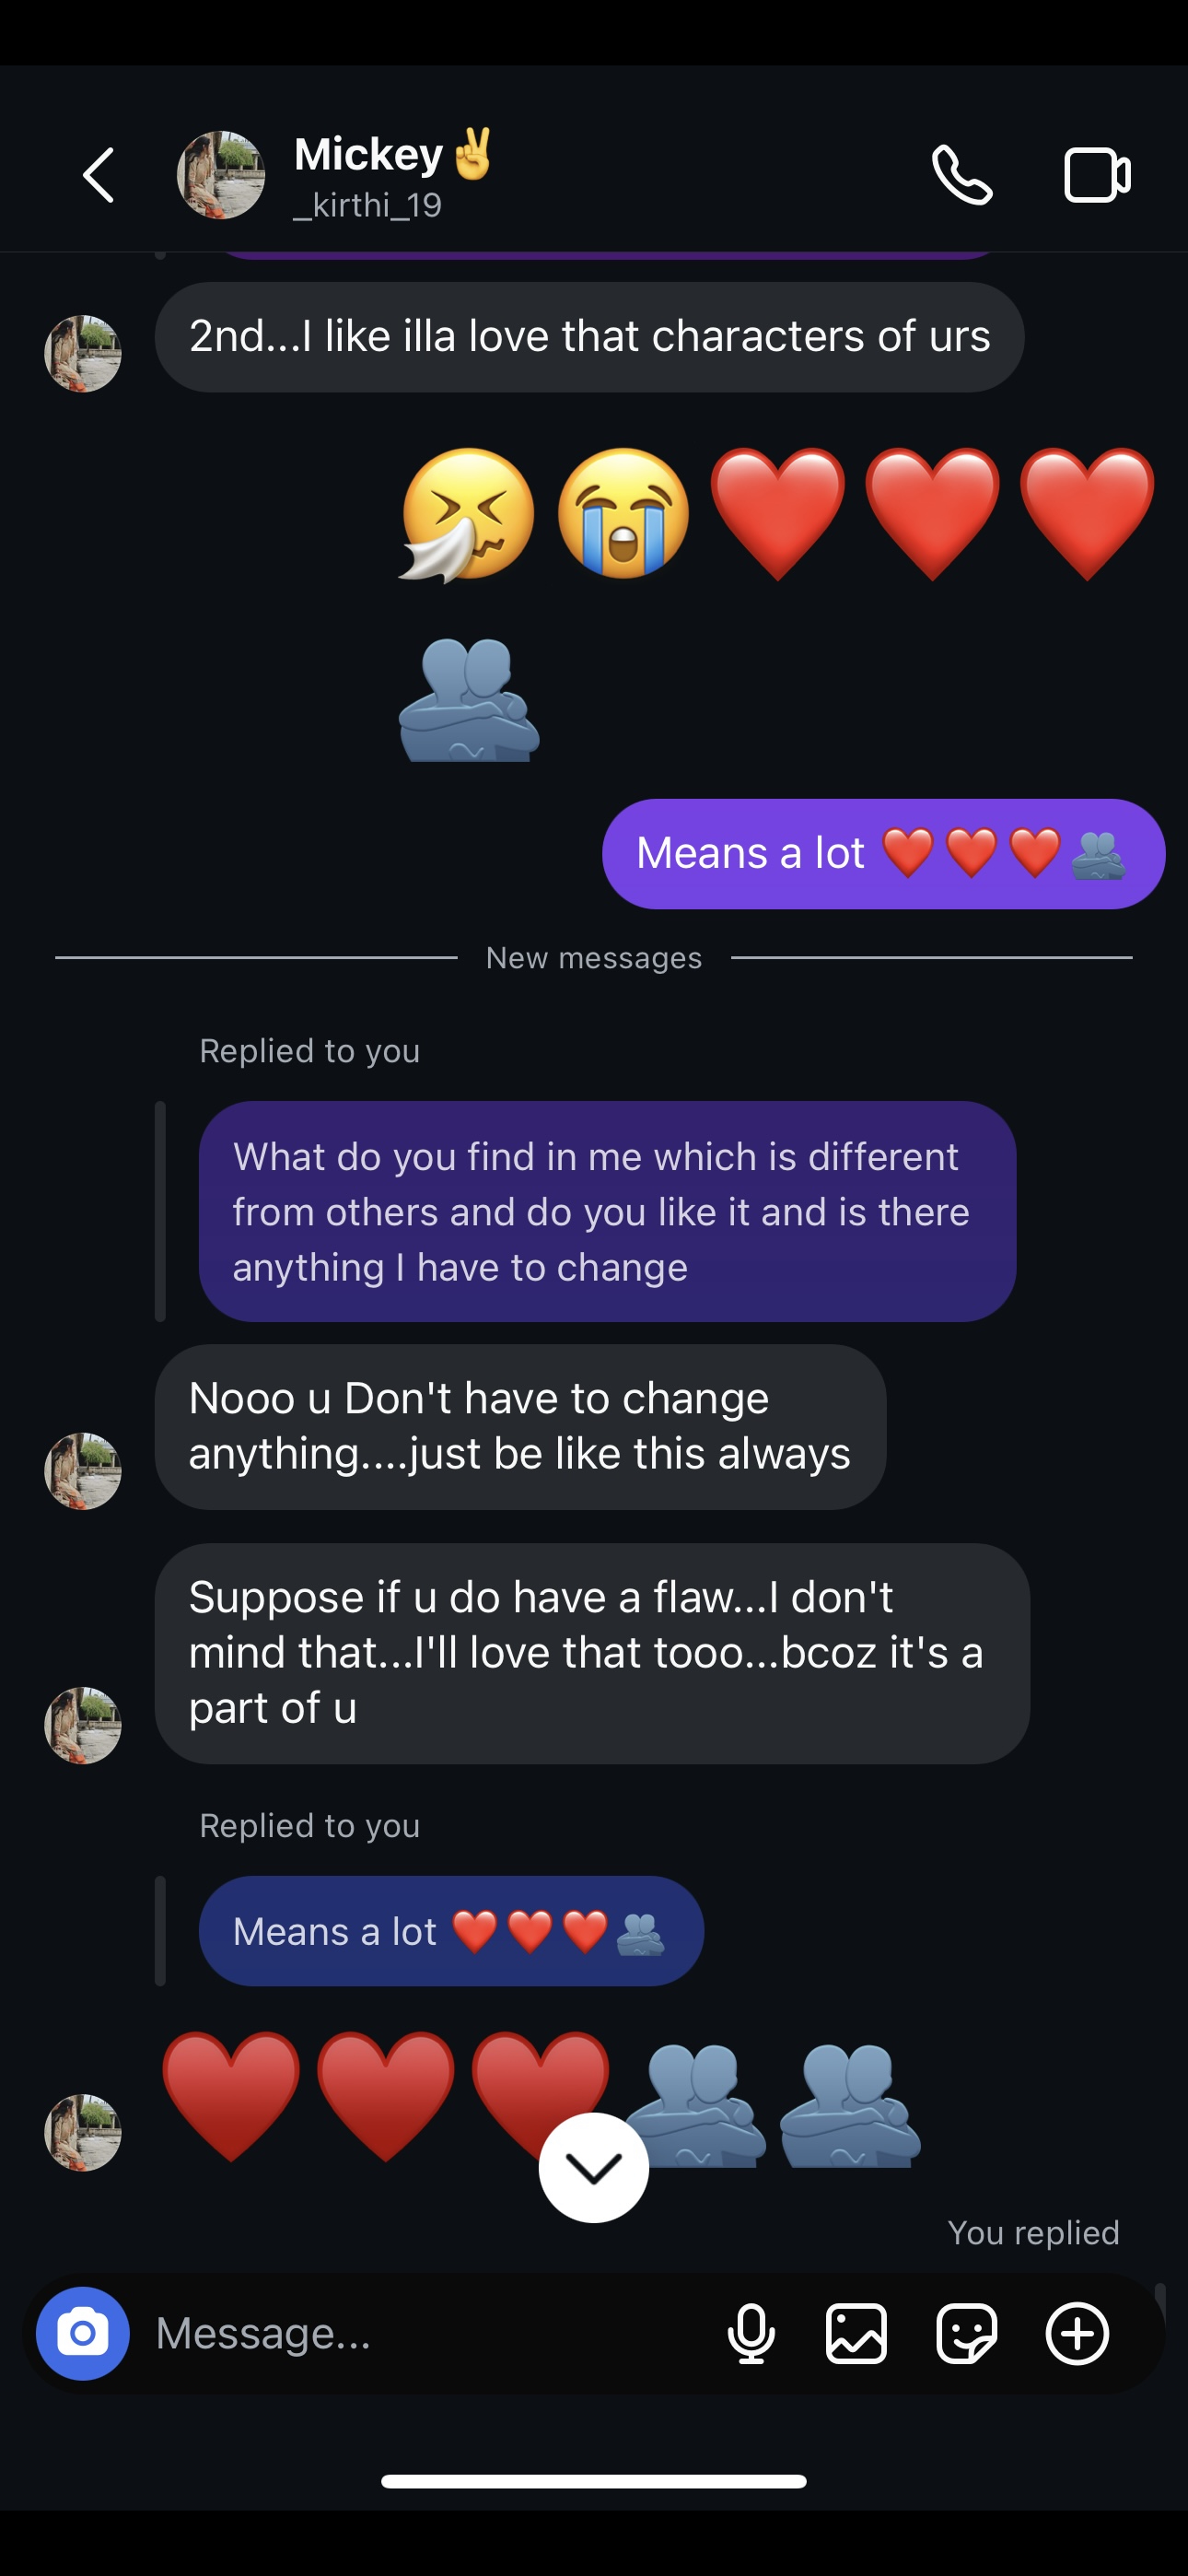 Mickey✌️
_kirthi_19
2nd...I like illa love that characters of urs
🤧😭❤️❤️❤️
🫂
Means a lot ❤️❤️❤️🫂
New messages
Replied to you
What do you find in me which is different
from others and do you like it and is there
anything I have to change
Nooo u Don't have to change
anything....just be like this always
Suppose if u do have a flaw...I don't
mind that...I'll love that tooo...bcoz it's a
part of u
Replied to you
Means a lot ❤️❤️❤️🫂
♥️♥️♥️🫂🫂
You replied
Message...